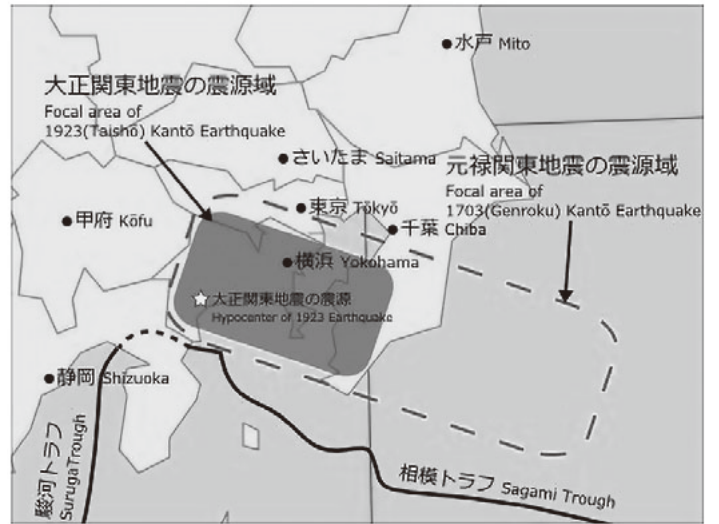 水戸 Mito
大正関東地震の震源域
Focal area of
1923(Taishō) Kantō Earthquake
さいたま Saitama
元禄関東地震の震源域
Focal area of
1703(Genroku) Kantō Earthquake
東京 Tōkyō
甲府 Kōfu
千葉 Chiba
横浜 Yokohama
大正関東地震の震源
Hypocenter of 1923 Earthquake
静岡 Shizuoka
駿河トラフ
SurugaTrough
相模トラフ Sagami Trough